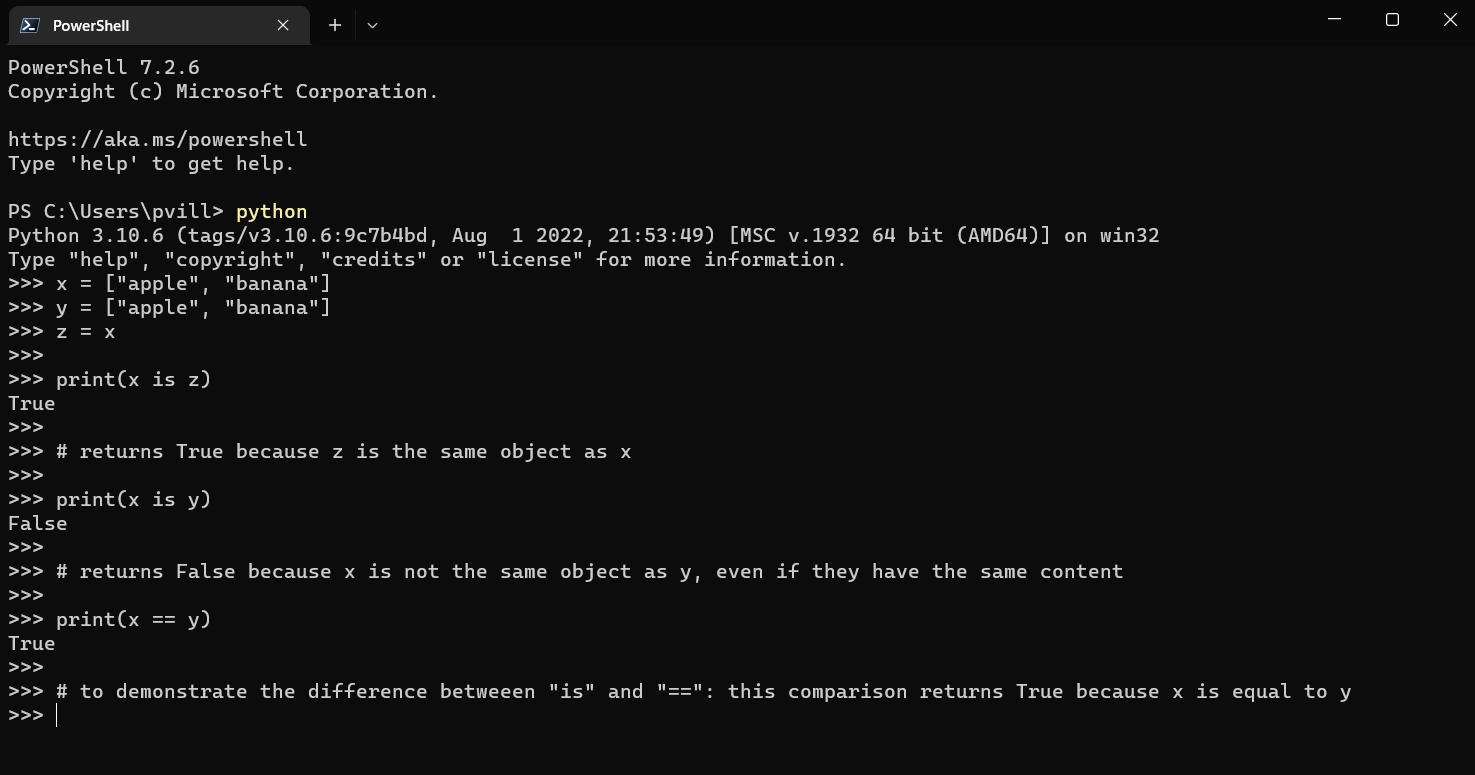 PowerShell
PowerShell 7.2.6
Copyright (c) Microsoft Corporation.
https://aka.ms/powershell
Type 'help' to get help.
PS C:\Users\pvill> python
Python 3.10.6 (tags/v3.10.6:9c7b4bd, Aug  1 2022, 21:53:49) [MSC v.1932 64 bit (AMD64)] on win32
Type "help", "copyright", "credits" or "license" for more information.
>>> x = ["apple", "banana"]
>>> y = ["apple", "banana"]
>>> z = x
>>>
>>> print(x is z)
True
>>>
>>> # returns True because z is the same object as x
>>>
>>> print(x is y)
False
>>>
>>> # returns False because x is not the same object as y, even if they have the same content
>>>
>>> print(x == y)
True
>>>
>>> # to demonstrate the difference betweeen "is" and "==": this comparison returns True because x is equal to y
>>>